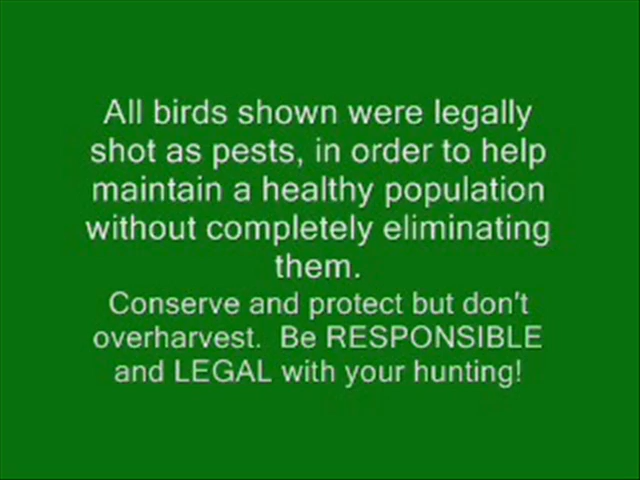 All birds shown were legally
shot as pests, in order to help
maintain a healthy population
without completely eliminating
them.
Conserve and protect but don't
overharvest.  Be RESPONSIBLE
and LEGAL with your hunting!